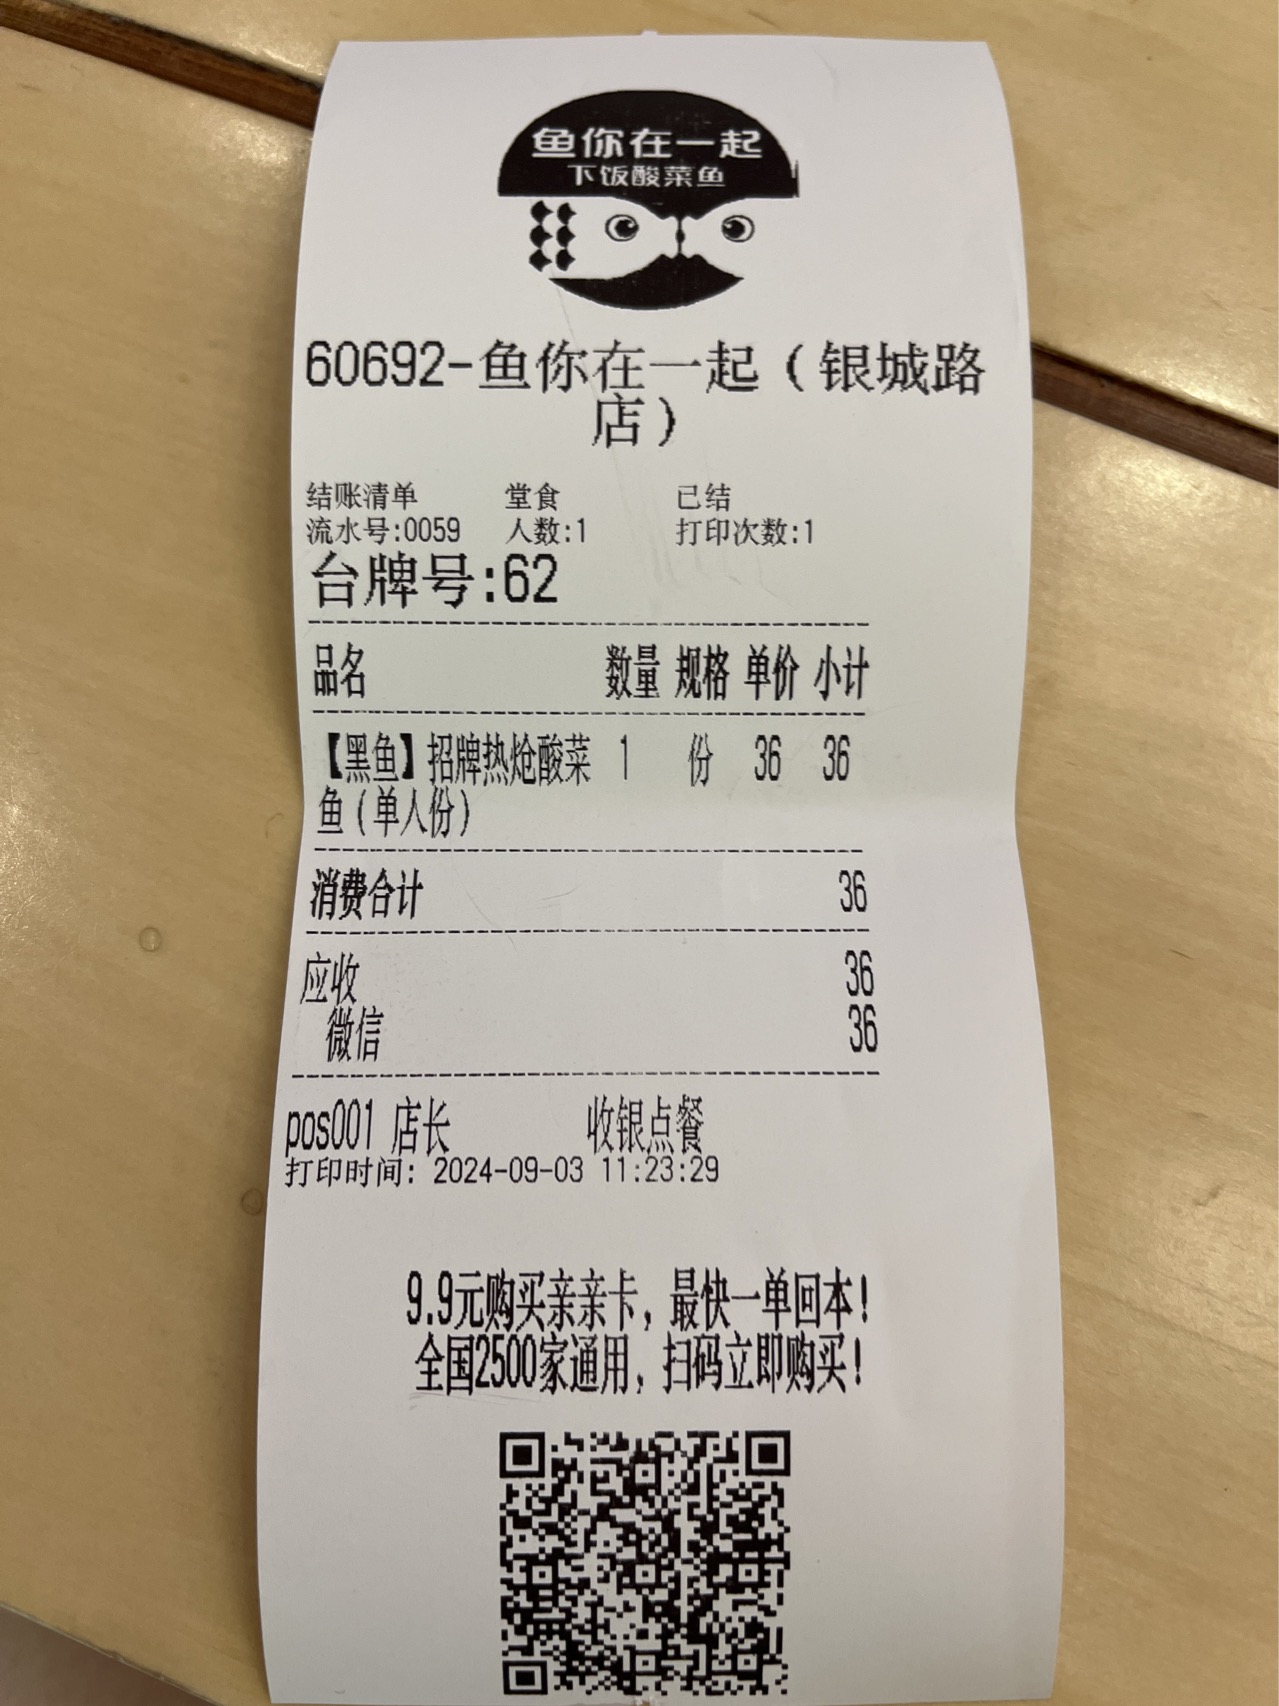 鱼你在一起
下饭酸菜鱼
60692-鱼你在一起（银城路
店）
结账清单 堂食 已结
流水号:0059 人数:1 打印次数:1
台牌号:62
品名 数量 规格 单价 小计
【黑鱼】招牌热炝酸菜 1 份 36 36
鱼(单人份)
消费合计 36
应收 36
微信 36
pos001 店长 收银点餐
打印时间: 2024-09-03 11:23:29
9.9元购买亲亲卡，最快一单回本！
全国2500家通用，扫码立即购买！